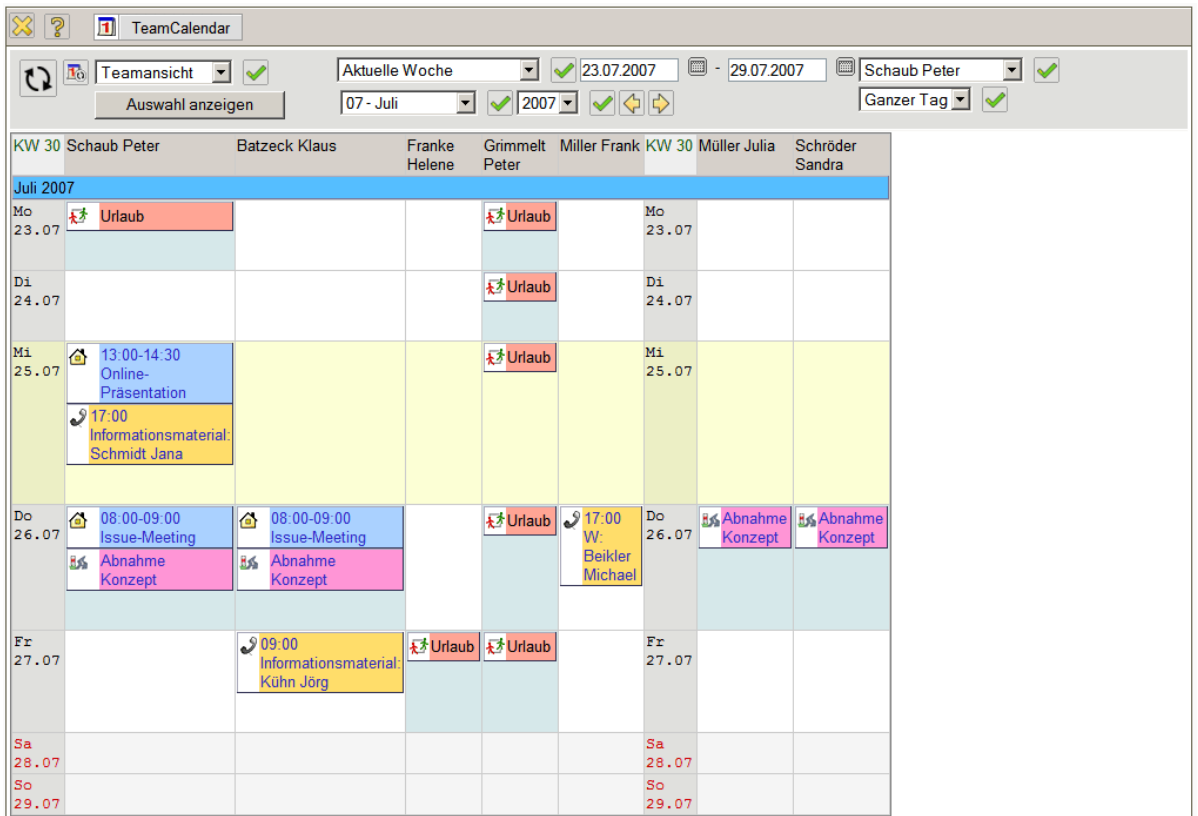 TeamCalendar
Teamansicht
Aktuelle Woche
23.07.2007 - 29.07.2007
Schaub Peter
Auswahl anzeigen
07 - Juli
2007
Ganzer Tag
KW 30 Schaub Peter Batzeck Klaus Franke Helene Grimmelt Peter Miller Frank KW 30 Müller Julia Schröder Sandra
Juli 2007
Mo 23.07
Urlaub
Urlaub
Mo 23.07
Di 24.07
Urlaub
Di 24.07
Mi 25.07
13:00-14:30
Online-
Präsentation
17:00
Informationsmaterial:
Schmidt Jana
Urlaub
Mi 25.07
Do 26.07
08:00-09:00
Issue-Meeting
Abnahme
Konzept
08:00-09:00
Issue-Meeting
Abnahme
Konzept
Urlaub
17:00
W:
Beikler
Michael
Do 26.07
Abnahme
Konzept
Abnahme
Konzept
Fr 27.07
09:00
Informationsmaterial:
Kühn Jörg
Urlaub
Urlaub
Fr 27.07
Sa 28.07
Sa 28.07
So 29.07
So 29.07